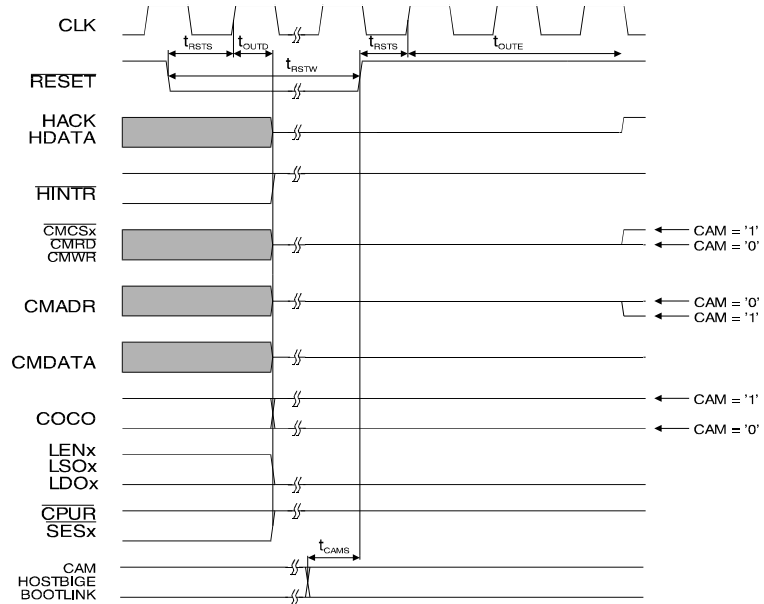 CLK
tRSTS tOUTD tRSTS tOUTE
tRSTW
RESET
HACK
HDATA
HINTR
CMCSx
CMRD
CMWR
CAM = '1'
CAM = '0'
CMADR
CAM = '0'
CAM = '1'
CMDATA
COCO
CAM = '1'
CAM = '0'
LENx
LSOx
LDOx
CPUR
SESx
tCAMS
CAM
HOSTBIGE
BOOTLINK